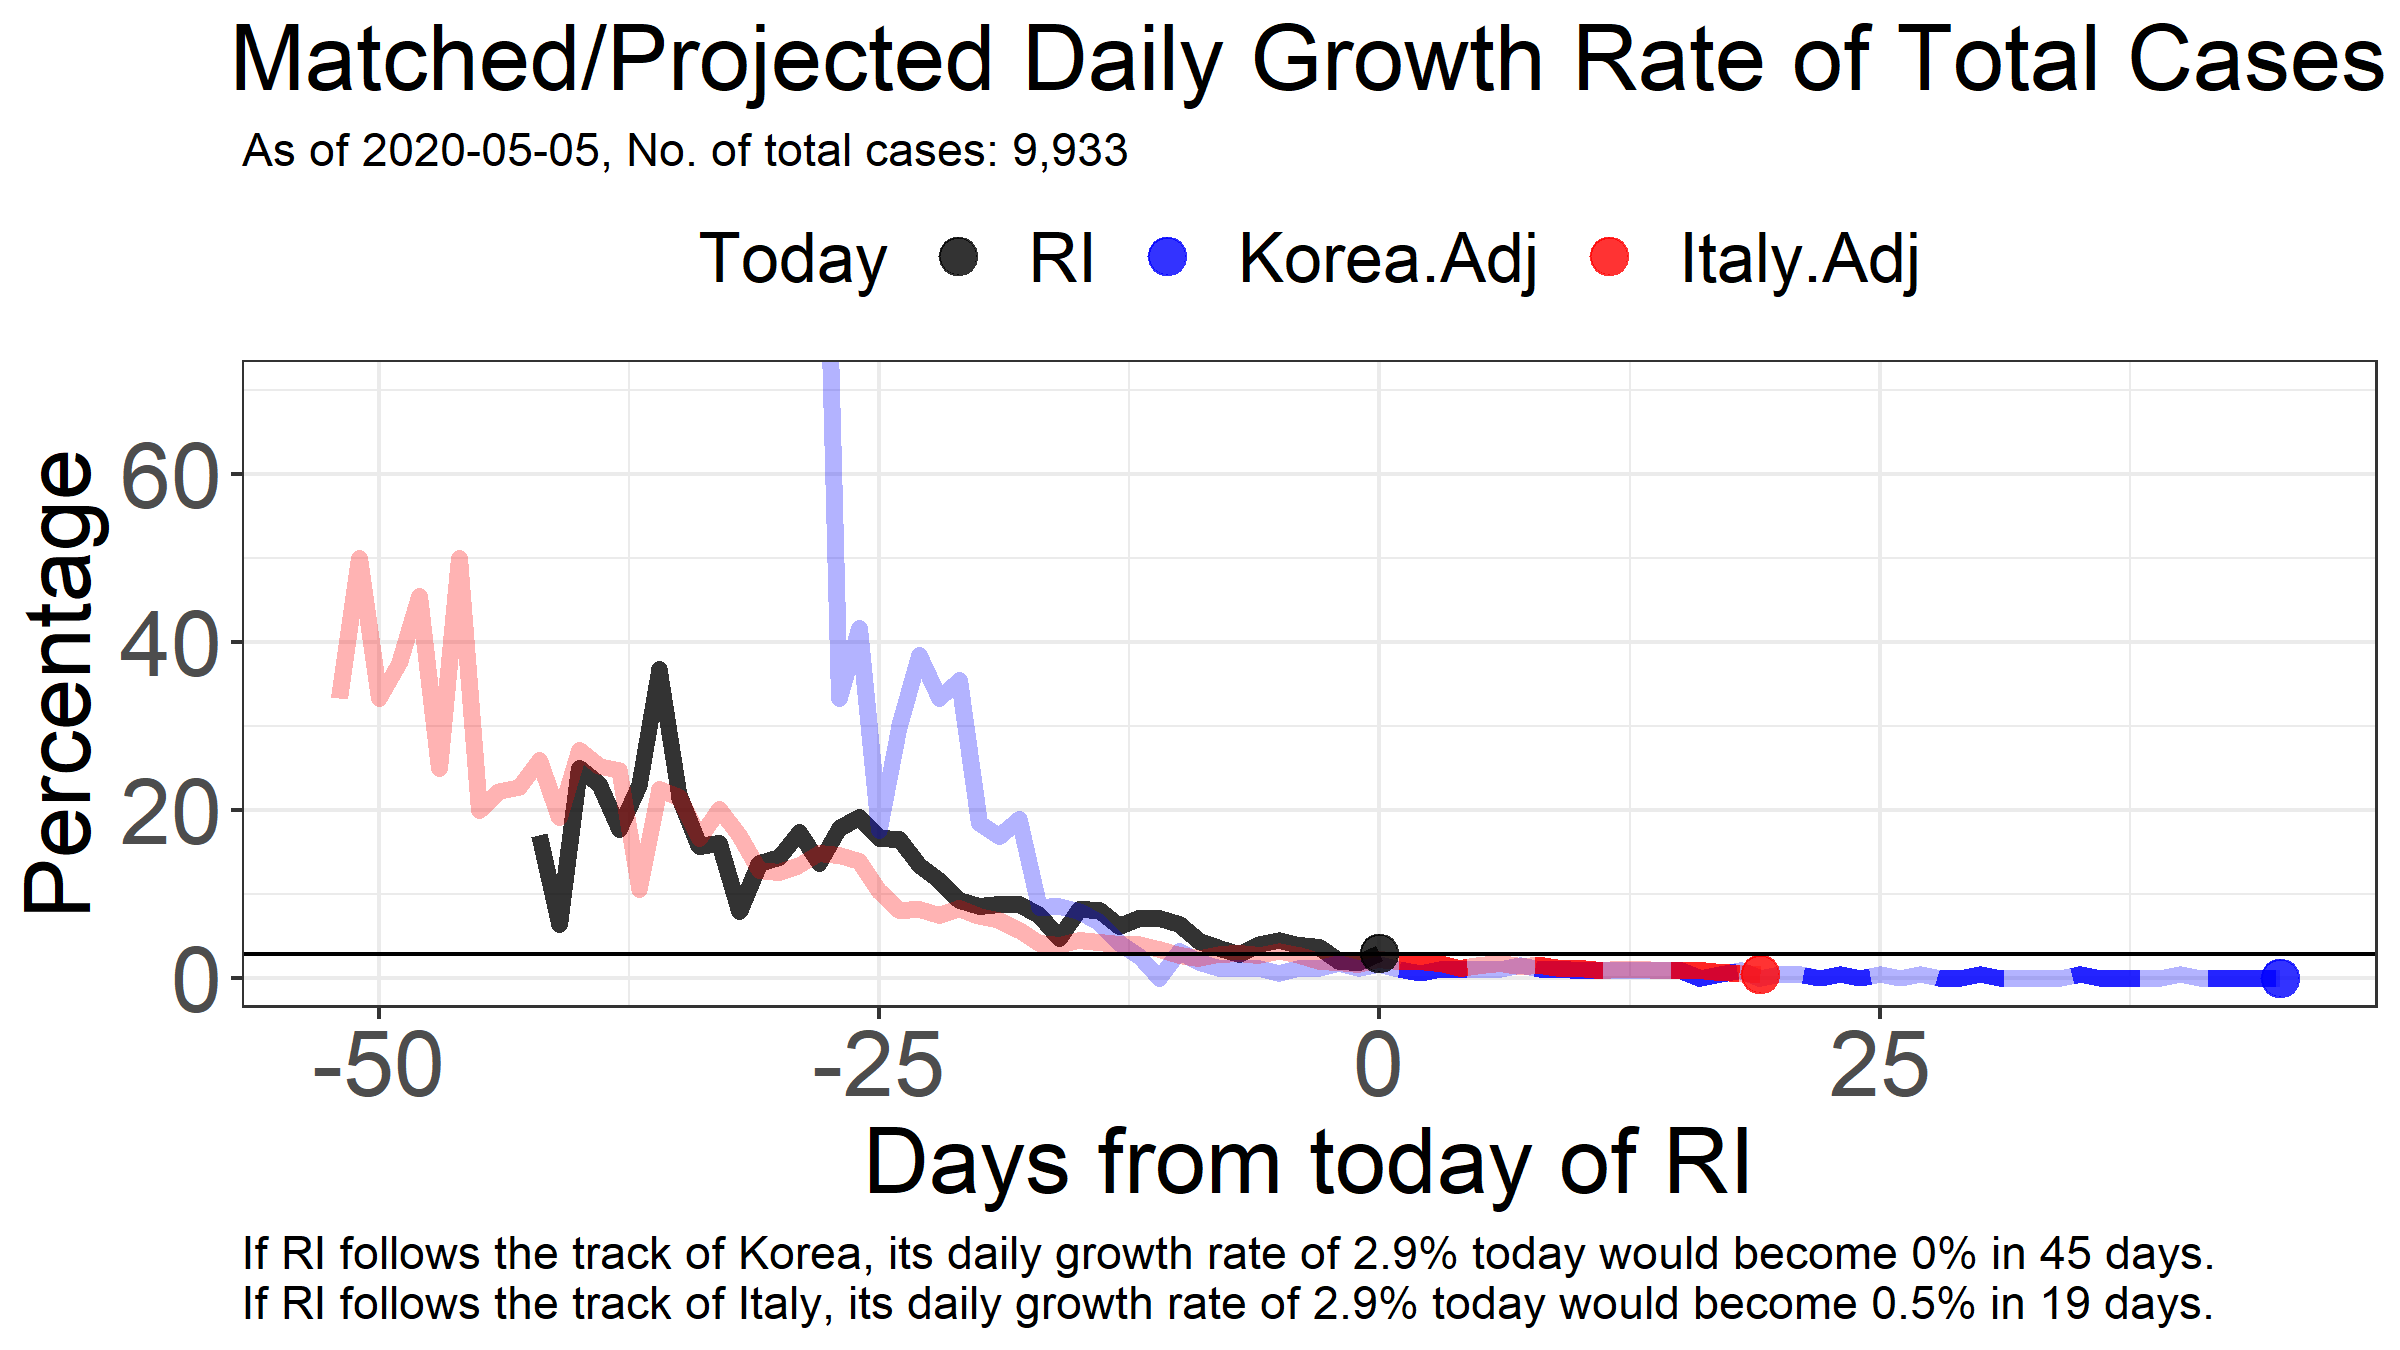 Matched/Projected Daily Growth Rate of Total Cases
As of 2020-05-05, No. of total cases: 9,933
Today RI Korea.Adj Italy.Adj
Percentage
60
40
20
0
-50 -25 0 25
Days from today of RI
If RI follows the track of Korea, its daily growth rate of 2.9% today would become 0% in 45 days.
If RI follows the track of Italy, its daily growth rate of 2.9% today would become 0.5% in 19 days.